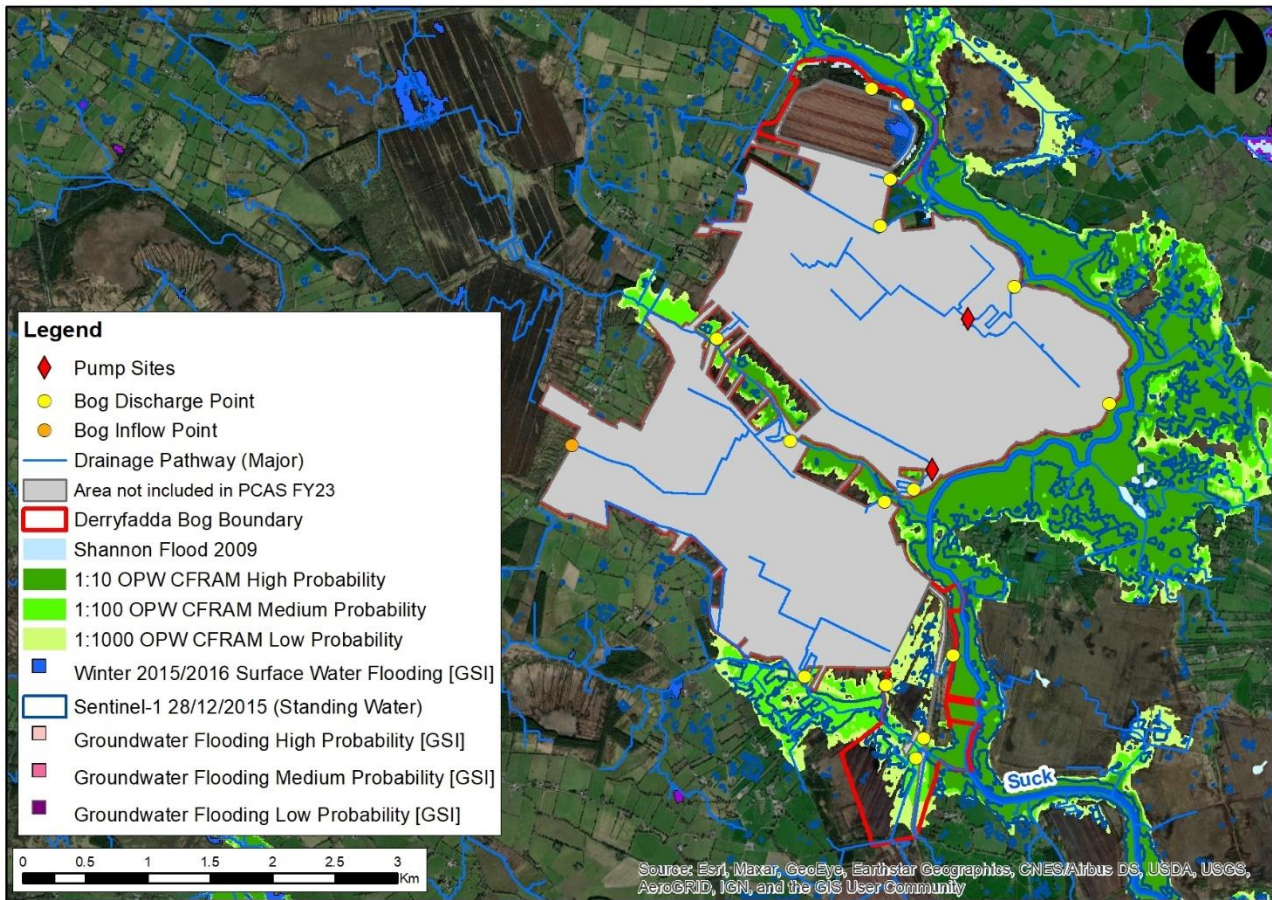 Legend
Pump Sites
Bog Discharge Point
Bog Inflow Point
Drainage Pathway (Major)
Area not included in PCAS FY23
Derryfadda Bog Boundary
Shannon Flood 2009
1:10 OPW CFRAM High Probability
1:100 OPW CFRAM Medium Probability
1:1000 OPW CFRAM Low Probability
Winter 2015/2016 Surface Water Flooding [GSI]
Sentinel-1 28/12/2015 (Standing Water)
Groundwater Flooding High Probability [GSI]
Groundwater Flooding Medium Probability [GSI]
Groundwater Flooding Low Probability [GSI]
0 0.5 1 1.5 2 2.5 3
Km
Suck
Source: Esri, Maxar, GeoEye, Earthstar Geographics, CNES/Airbus DS, USDA, USGS,
AeroGRID, IGN, and the GIS User Community